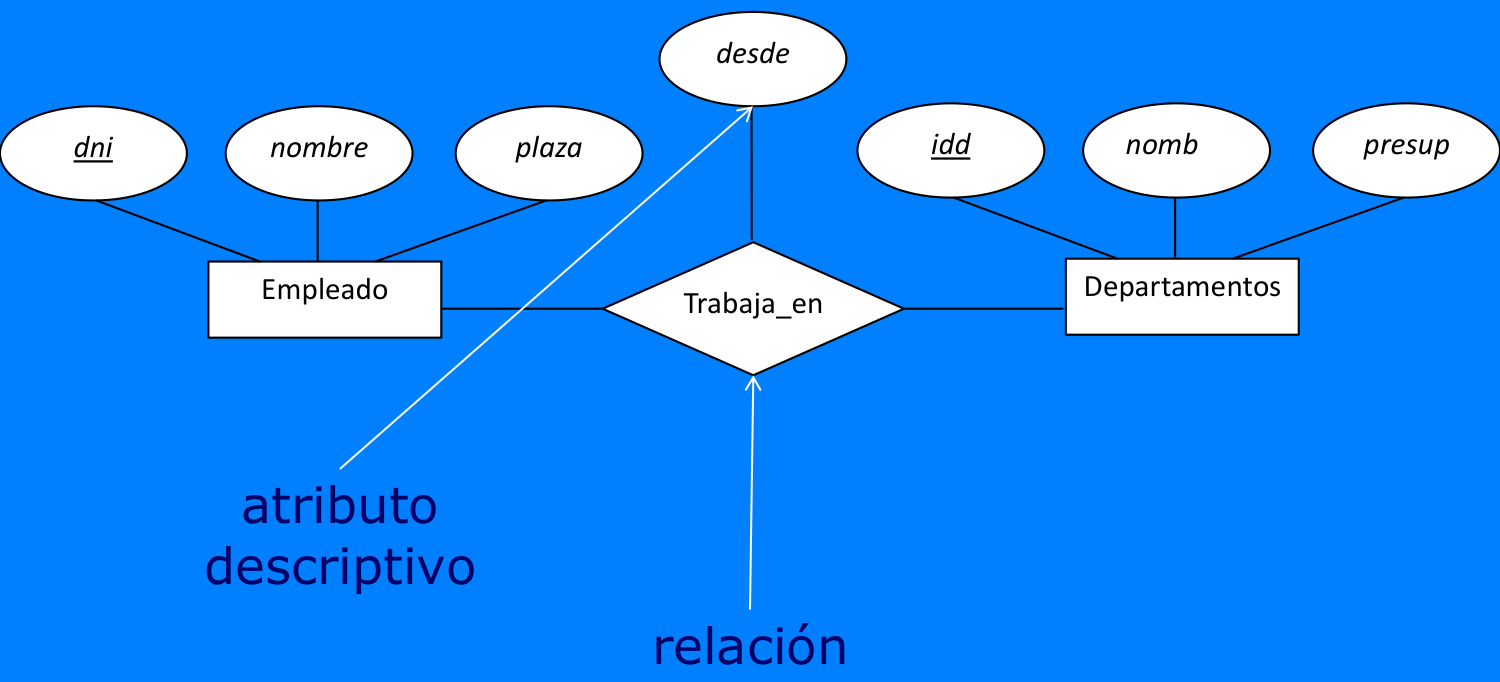 desde
dni
nombre
plaza
idd
nomb
presup
Empleado
Trabaja_en
Departamentos
atributo
descriptivo
relación